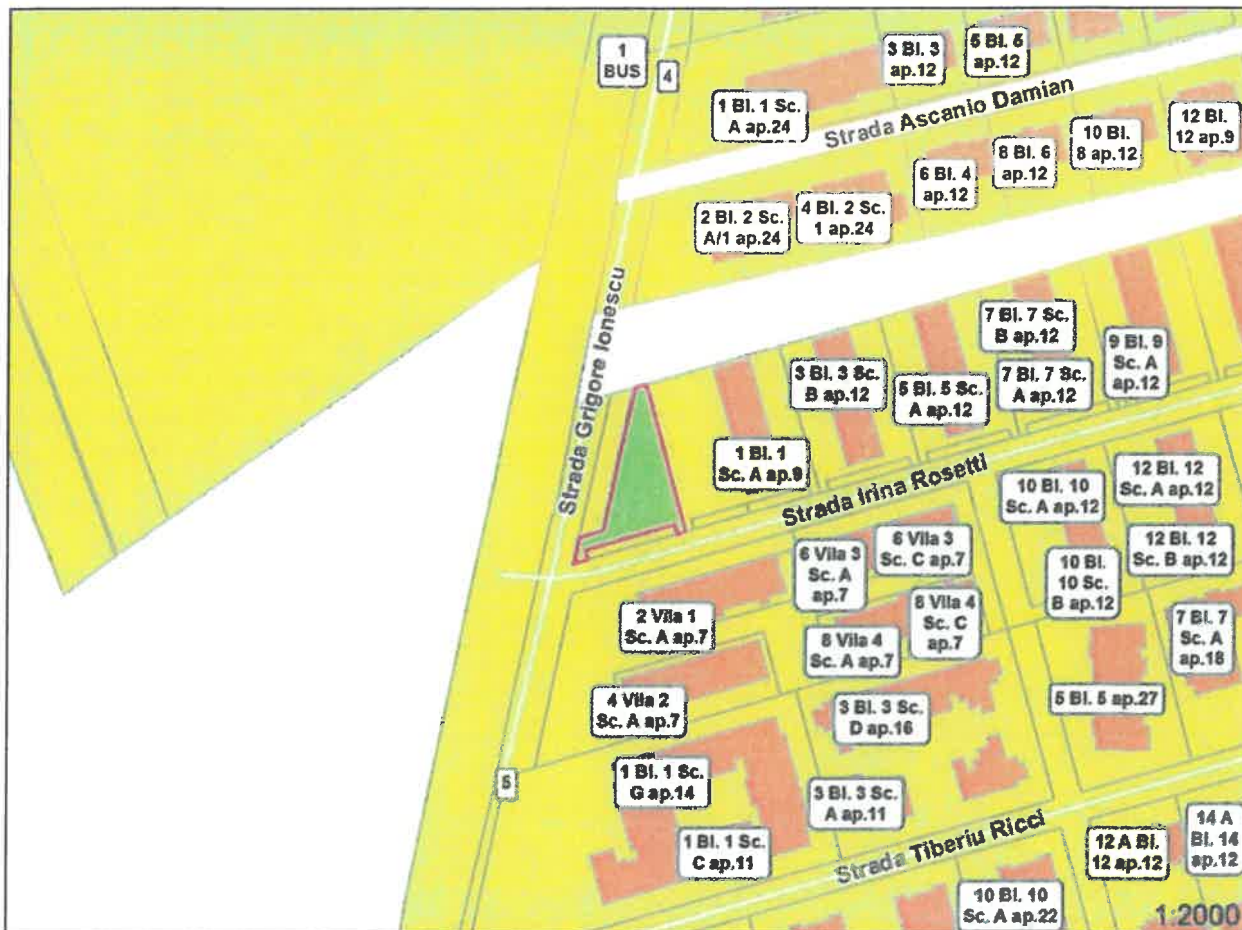 1
BUS
4
3 Bl. 3
ap.12
5 Bl. 5
ap.12
1 Bl. 1 Sc.
A ap.24
Strada Ascanio Damian
12 Bl.
12 ap.9
10 Bl.
8 ap.12
8 Bl. 6
ap.12
6 Bl. 4
ap.12
2 Bl. 2 Sc.
A/1 ap.24
4 Bl. 2 Sc.
1 ap.24
Strada Grigore Ionescu
7 Bl. 7 Sc.
B ap.12
9 Bl. 9
Sc. A
ap.12
3 Bl. 3 Sc.
B ap.12
5 Bl. 5 Sc.
A ap.12
7 Bl. 7 Sc.
A ap.12
1 Bl. 1
Sc. A ap.9
Strada Irina Rosetti
10 Bl. 10
Sc. A ap.12
12 Bl. 12
Sc. A ap.12
6 Vila 3
Sc. A
ap.7
6 Vila 3
Sc. C ap.7
12 Bl. 12
Sc. B ap.12
10 Bl.
10 Sc.
B ap.12
2 Vila 1
Sc. A ap.7
8 Vila 4
Sc. A ap.7
8 Vila 4
Sc. C
ap.7
7 Bl. 7
Sc. A
ap.18
4 Vila 2
Sc. A ap.7
3 Bl. 3 Sc.
D ap.16
5 Bl. 5 ap.27
5
1 Bl. 1 Sc.
G ap.14
3 Bl. 3 Sc.
A ap.11
1 Bl. 1 Sc.
C ap.11
Strada Tiberiu Ricci
12 A Bl.
12 ap.12
14 A
Bl. 14
ap.12
10 Bl. 10
Sc. A ap.22
1:2000